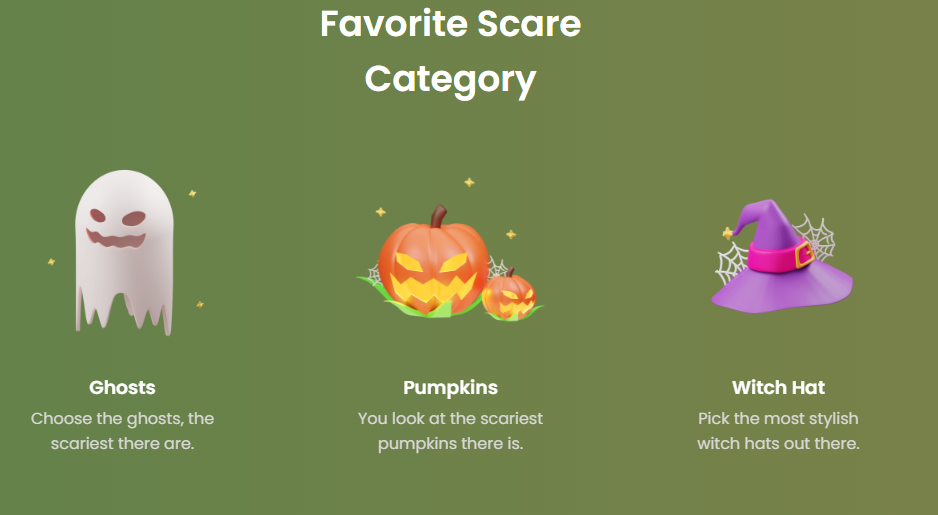 Favorite Scare
Category
Ghosts
Choose the ghosts, the
scariest there are.
Pumpkins
You look at the scariest
pumpkins there is.
Witch Hat
Pick the most stylish
witch hats out there.